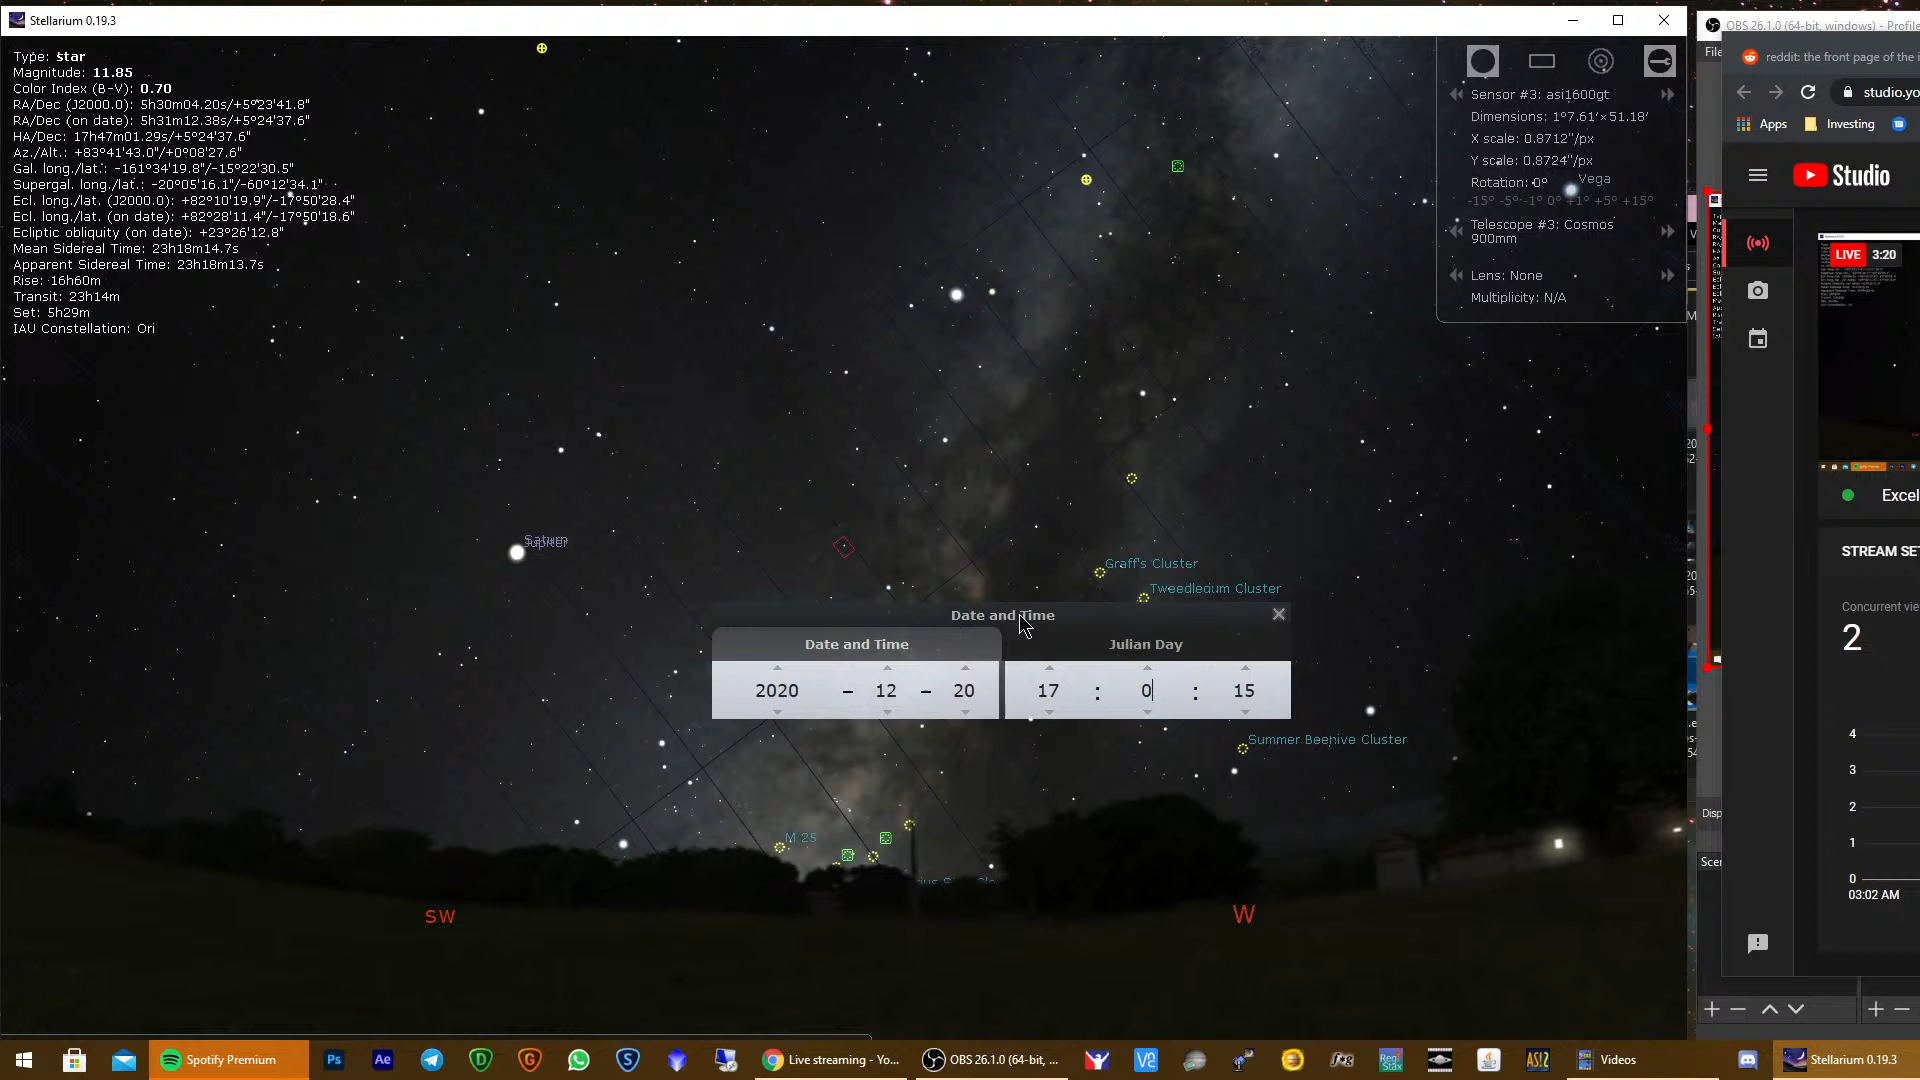 Stellarium 0.19.3
Type: star
Magnitude: 11.85
Color Index (B-V): 0.70
RA/Dec (J2000.0): 5h30m04.20s/+5°23'41.8"
RA/Dec (on date): 5h31m12.38s/+5°24'37.6"
HA/Dec: 17h47m01.29s/+5°24'37.6"
Az./Alt.: +83°41'43.0"/+0°08'27.6"
Gal. long./lat.: -161°34'19.8"/-15°22'30.5"
Supergal. long./lat.: -20°05'16.1"/-60°12'34.1"
Ecl. long./lat. (J2000.0): +82°10'19.9"/-17°50'28.4"
Ecl. long./lat. (on date): +82°28'11.4"/-17°50'18.6"
Ecliptic obliquity (on date): +23°26'12.8"
Mean Sidereal Time: 23h18m14.7s
Apparent Sidereal Time: 23h18m13.7s
Rise: 16h60m
Transit: 23h14m
Set: 5h29m
IAU Constellation: Ori
Sensor #3: asi1600gt
Dimensions: 1°7.61'×51.18'
X scale: 0.8712"/px
Y scale: 0.8724"/px
Rotation: 0°
Vega
-15° -5° -1° 0° +1° +5° +15°
Telescope #3: Cosmos
900mm
Lens: None
Multiplicity: N/A
Saturn
Jupiter
Graff's Cluster
Tweedledum Cluster
Date and Time
Date and Time
Julian Day
2020 - 12 - 20
17 : 0 : 15
Summer Beehive Cluster
M 25
SW
W
OBS 26.1.0 (64-bit, windows) - Profile
File
reddit: the front page of the i
studio.yo
Apps
Investing
Studio
LIVE 3:20
Excel
STREAM SET
Concurrent vie
2
4
3
2
1
0
03:02 AM
Disp
Scen
Spotify Premium
Ps
Ae
Live streaming - Yo...
OBS 26.1.0 (64-bit, ...
Videos
Stellarium 0.19.3